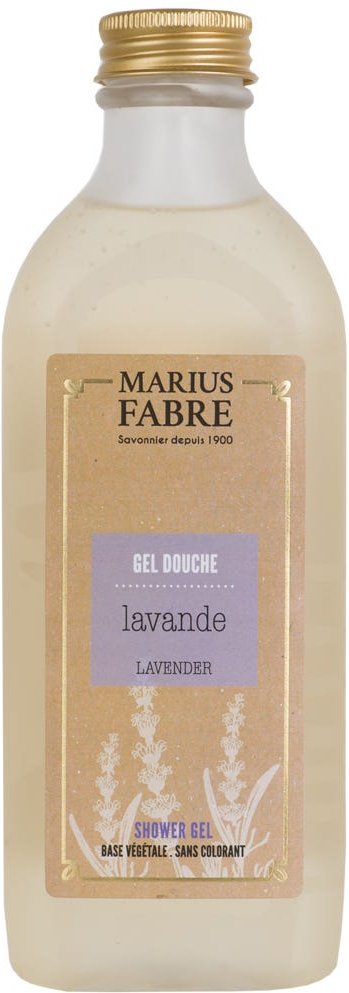 MARIUS
FABRE
Savonnier depuis 1900
GEL DOUCHE
lavande
LAVENDER
SHOWER GEL
BASE VÉGÉTALE . SANS COLORANT